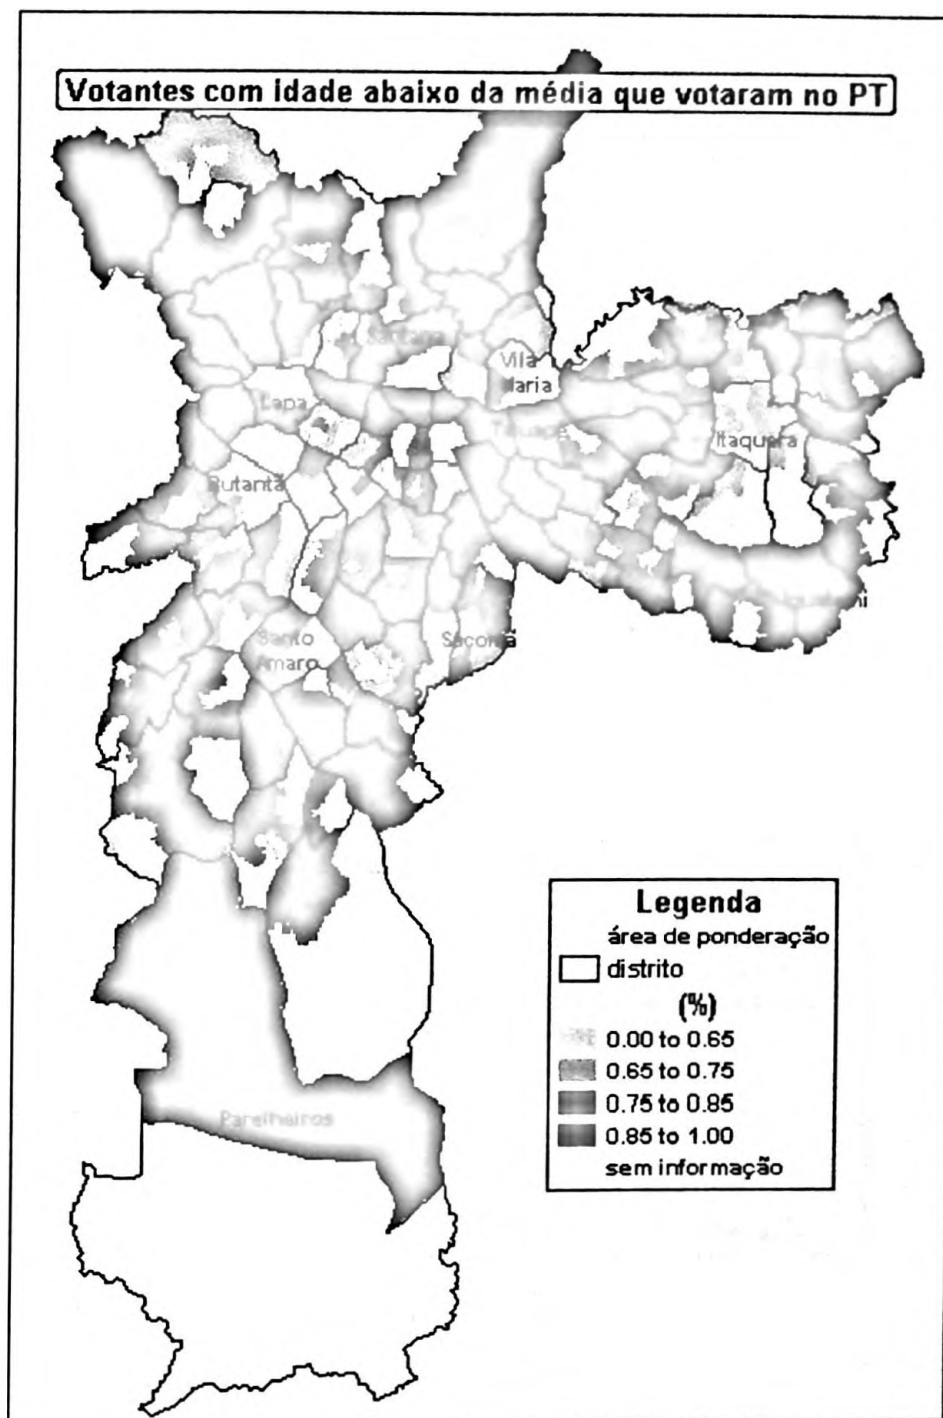 Votantes com idade abaixo da média que votaram no PT
Santana
Vila
Maria
Lapa
Tatuapé
Itaquera
Butantã
Santo
Amaro
Sacomã
Legenda
área de ponderação
distrito
(%)
0.00 to 0.65
0.65 to 0.75
0.75 to 0.85
0.85 to 1.00
sem informação
Parelheiros